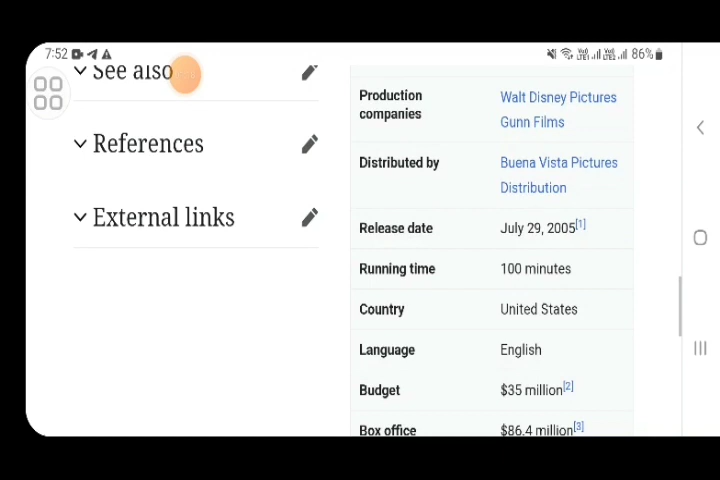 7:52
86%
See also
References
External links
Production companies
Walt Disney Pictures
Gunn Films
Distributed by
Buena Vista Pictures Distribution
Release date
July 29, 2005[1]
Running time
100 minutes
Country
United States
Language
English
Budget
$35 million[2]
Box office
$86.4 million[3]